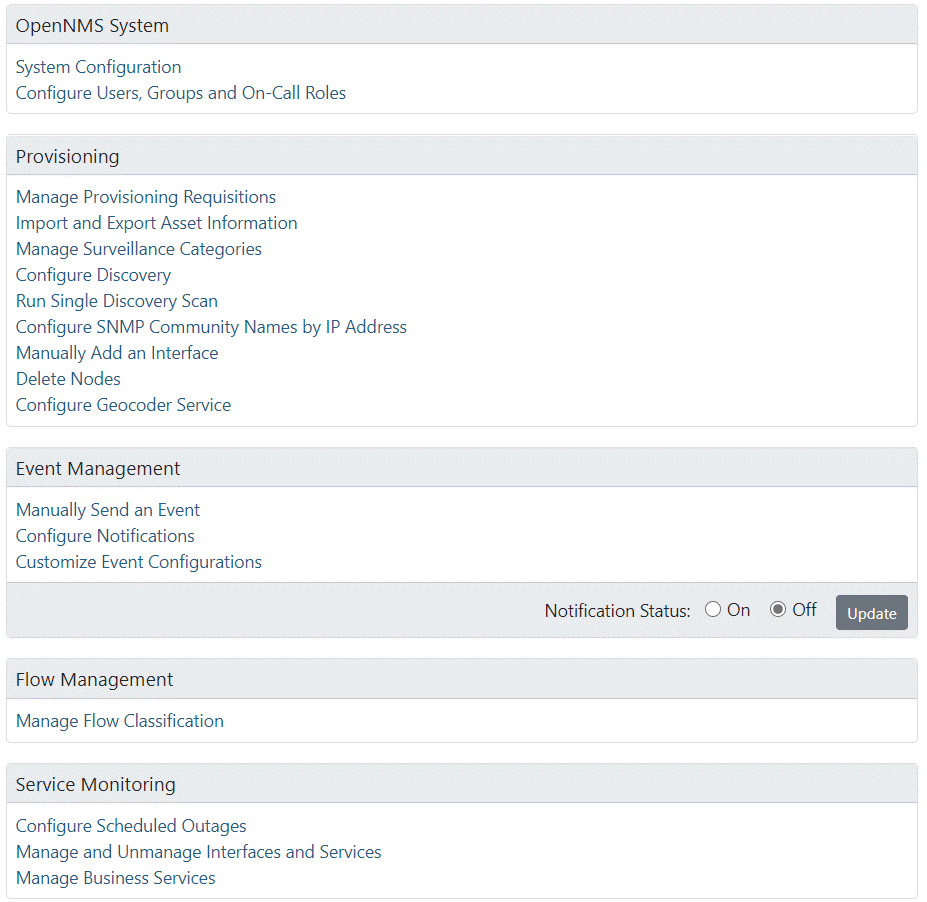 OpenNMS System
System Configuration
Configure Users, Groups and On-Call Roles
Provisioning
Manage Provisioning Requisitions
Import and Export Asset Information
Manage Surveillance Categories
Configure Discovery
Run Single Discovery Scan
Configure SNMP Community Names by IP Address
Manually Add an Interface
Delete Nodes
Configure Geocoder Service
Event Management
Manually Send an Event
Configure Notifications
Customize Event Configurations
Notification Status: On Off Update
Flow Management
Manage Flow Classification
Service Monitoring
Configure Scheduled Outages
Manage and Unmanage Interfaces and Services
Manage Business Services